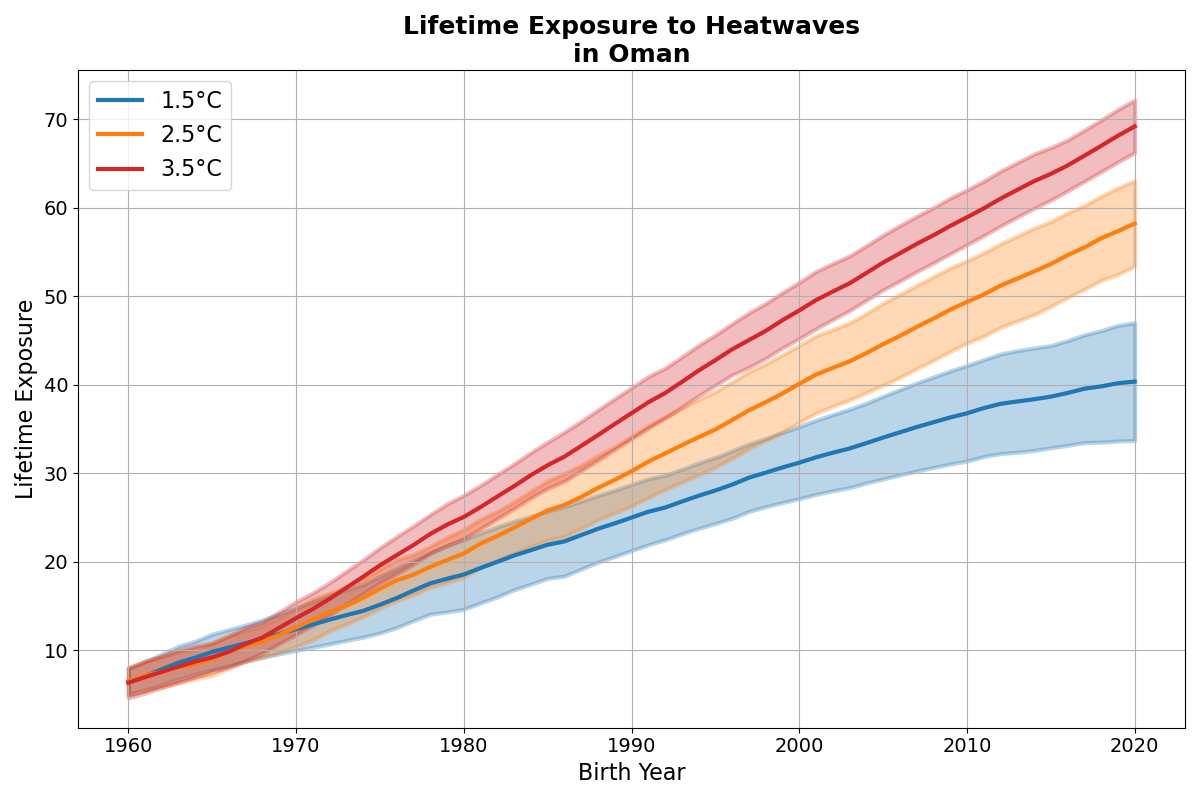 Lifetime Exposure to Heatwaves
in Oman
1.5°C
2.5°C
3.5°C
Lifetime Exposure
70
60
50
40
30
20
10
1960 1970 1980 1990 2000 2010 2020
Birth Year